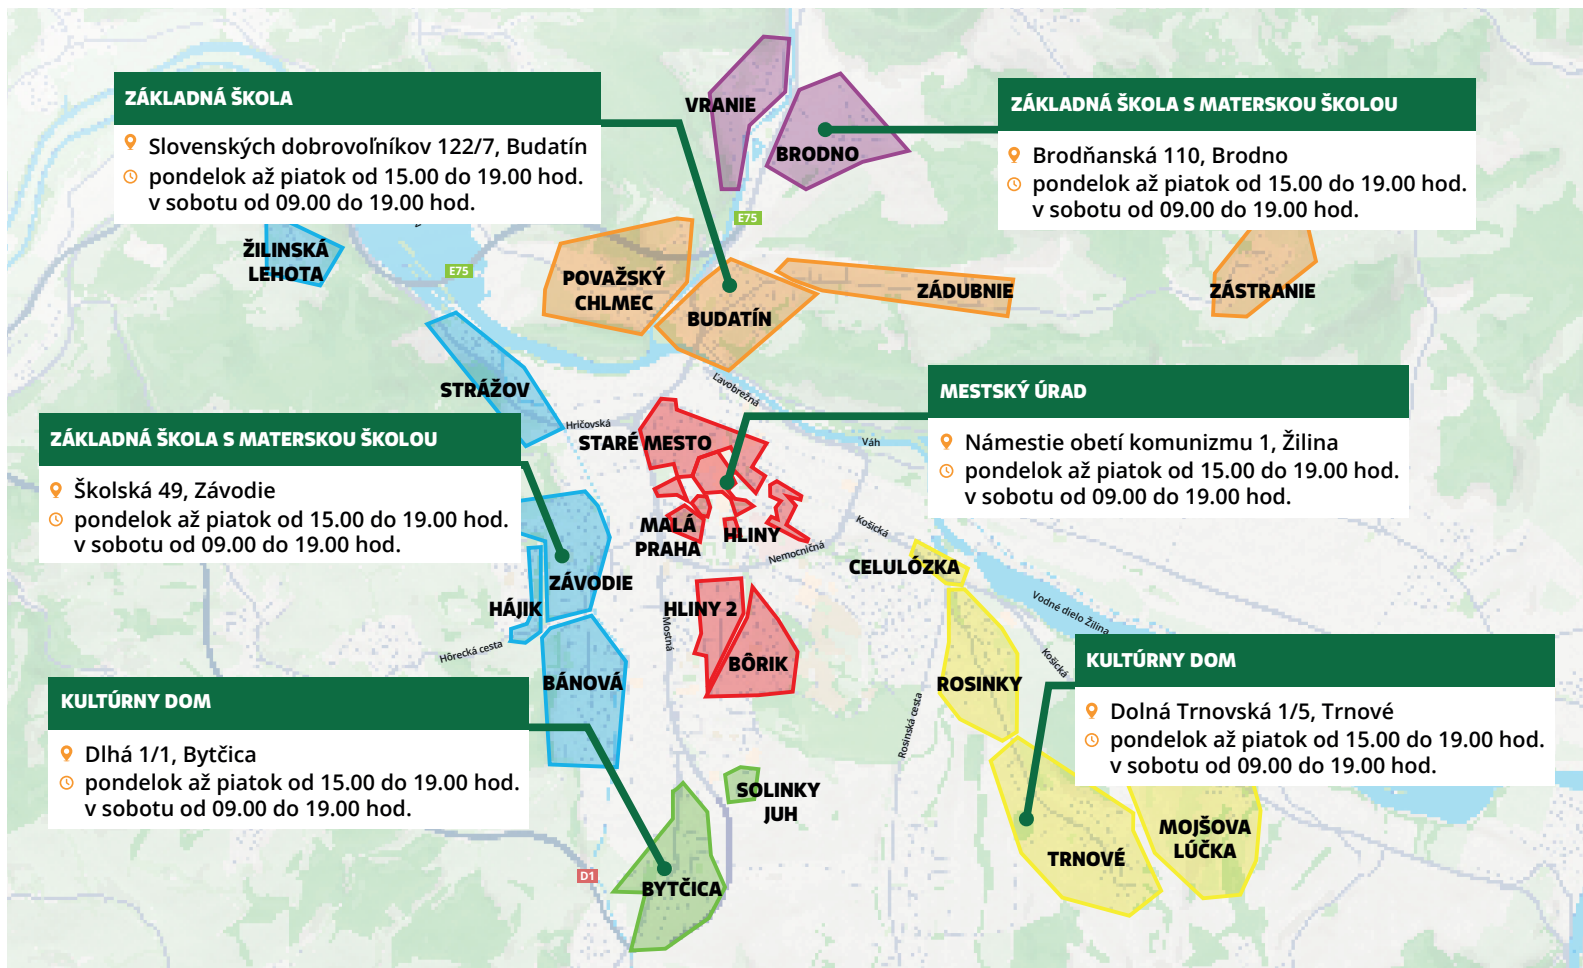 VRANIE
ZÁKLADNÁ ŠKOLA
Slovenských dobrovoľníkov 122/7, Budatín
pondelok až piatok od 15.00 do 19.00 hod.
v sobotu od 09.00 do 19.00 hod.
ZÁKLADNÁ ŠKOLA S MATERSKOU ŠKOLOU
Brodňanská 110, Brodno
pondelok až piatok od 15.00 do 19.00 hod.
v sobotu od 09.00 do 19.00 hod.
BRODNO
E75
ŽILINSKÁ
LEHOTA
E75
POVAŽSKÝ
CHLMEC
BUDATÍN
ZÁDUBNIE
ZÁSTRANIE
STRÁŽOV
Ľavobrežná
Hričovská
STARÉ MESTO
Váh
MESTSKÝ ÚRAD
Námestie obetí komunizmu 1, Žilina
pondelok až piatok od 15.00 do 19.00 hod.
v sobotu od 09.00 do 19.00 hod.
ZÁKLADNÁ ŠKOLA S MATERSKOU ŠKOLOU
Školská 49, Závodie
pondelok až piatok od 15.00 do 19.00 hod.
v sobotu od 09.00 do 19.00 hod.
MALÁ
PRAHA
HLINY
Košická
Nemocničná
CELULÓZKA
ZÁVODIE
HÁJIK
HLINY 2
Mostná
Vodné dielo Žilina
Hôrecká cesta
BÔRIK
BÁNOVÁ
ROSINKY
Košická
Rosinská cesta
KULTÚRNY DOM
Dolná Trnovská 1/5, Trnové
pondelok až piatok od 15.00 do 19.00 hod.
v sobotu od 09.00 do 19.00 hod.
KULTÚRNY DOM
Dlhá 1/1, Bytčica
pondelok až piatok od 15.00 do 19.00 hod.
v sobotu od 09.00 do 19.00 hod.
SOLINKY
JUH
MOJŠOVA
LÚČKA
TRNOVÉ
D1
BYTČICA